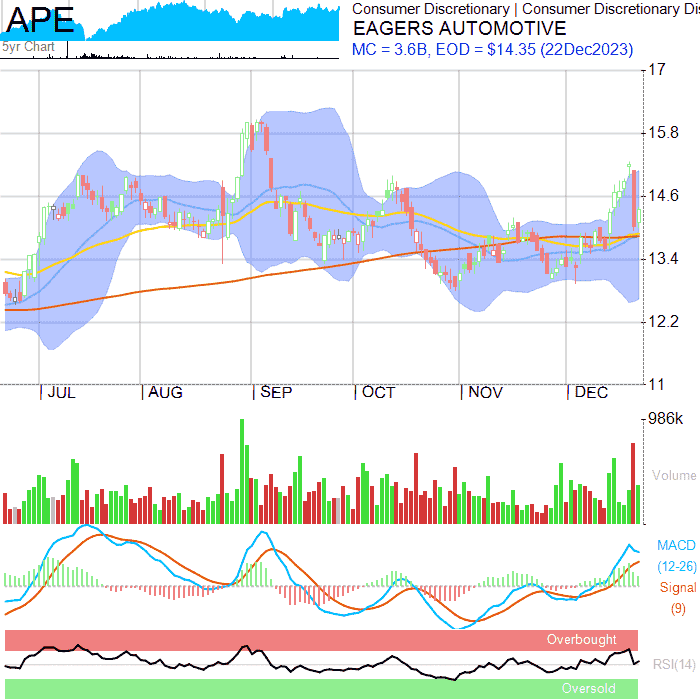 APE
5yr Chart
Consumer Discretionary | Consumer Discretionary Dis
EAGERS AUTOMOTIVE
MC = 3.6B, EOD = $14.35 (22Dec2023)
17
15.8
14.6
13.4
12.2
11
JUL AUG SEP OCT NOV DEC
986k
Volume
MACD
(12-26)
Signal
(9)
Overbought
RSI(14)
Oversold